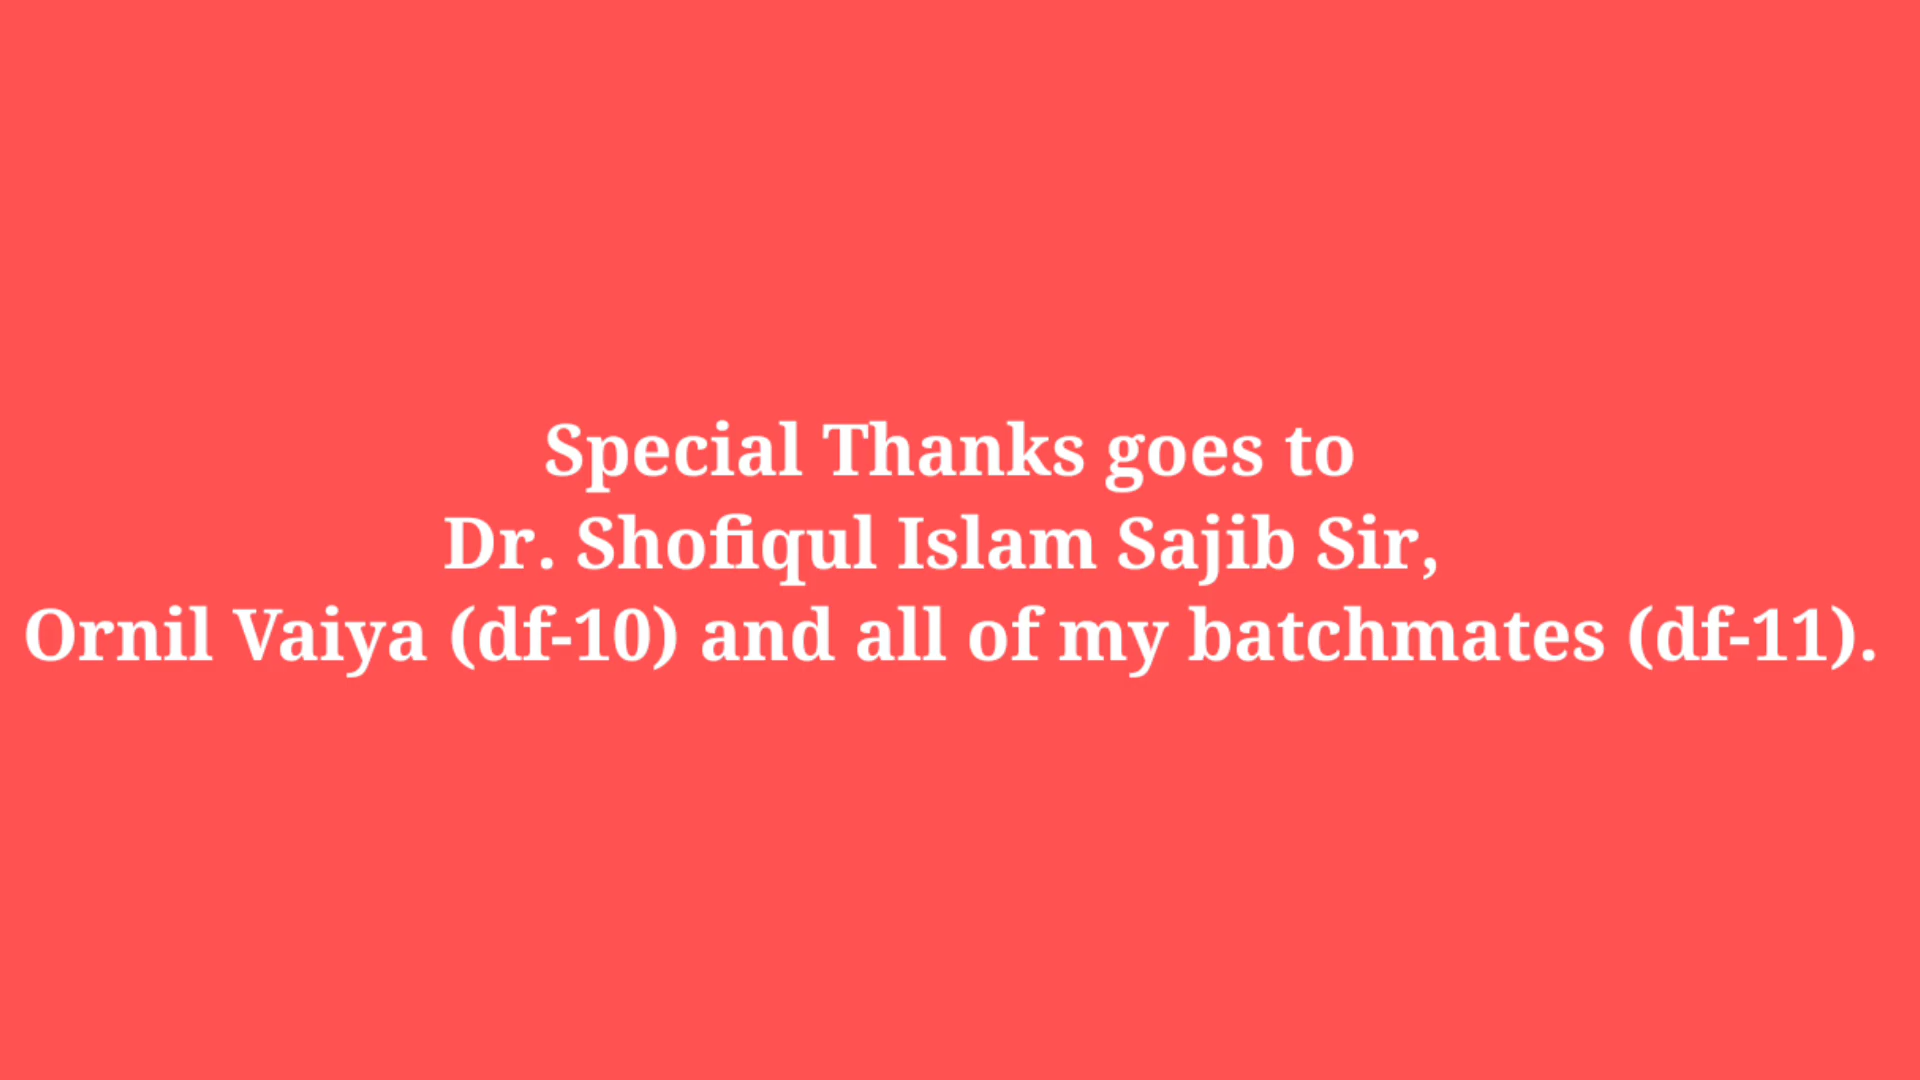 Special Thanks goes to
Dr. Shofiqul Islam Sajib Sir,
Ornil Vaiya (df-10) and all of my batchmates (df-11).